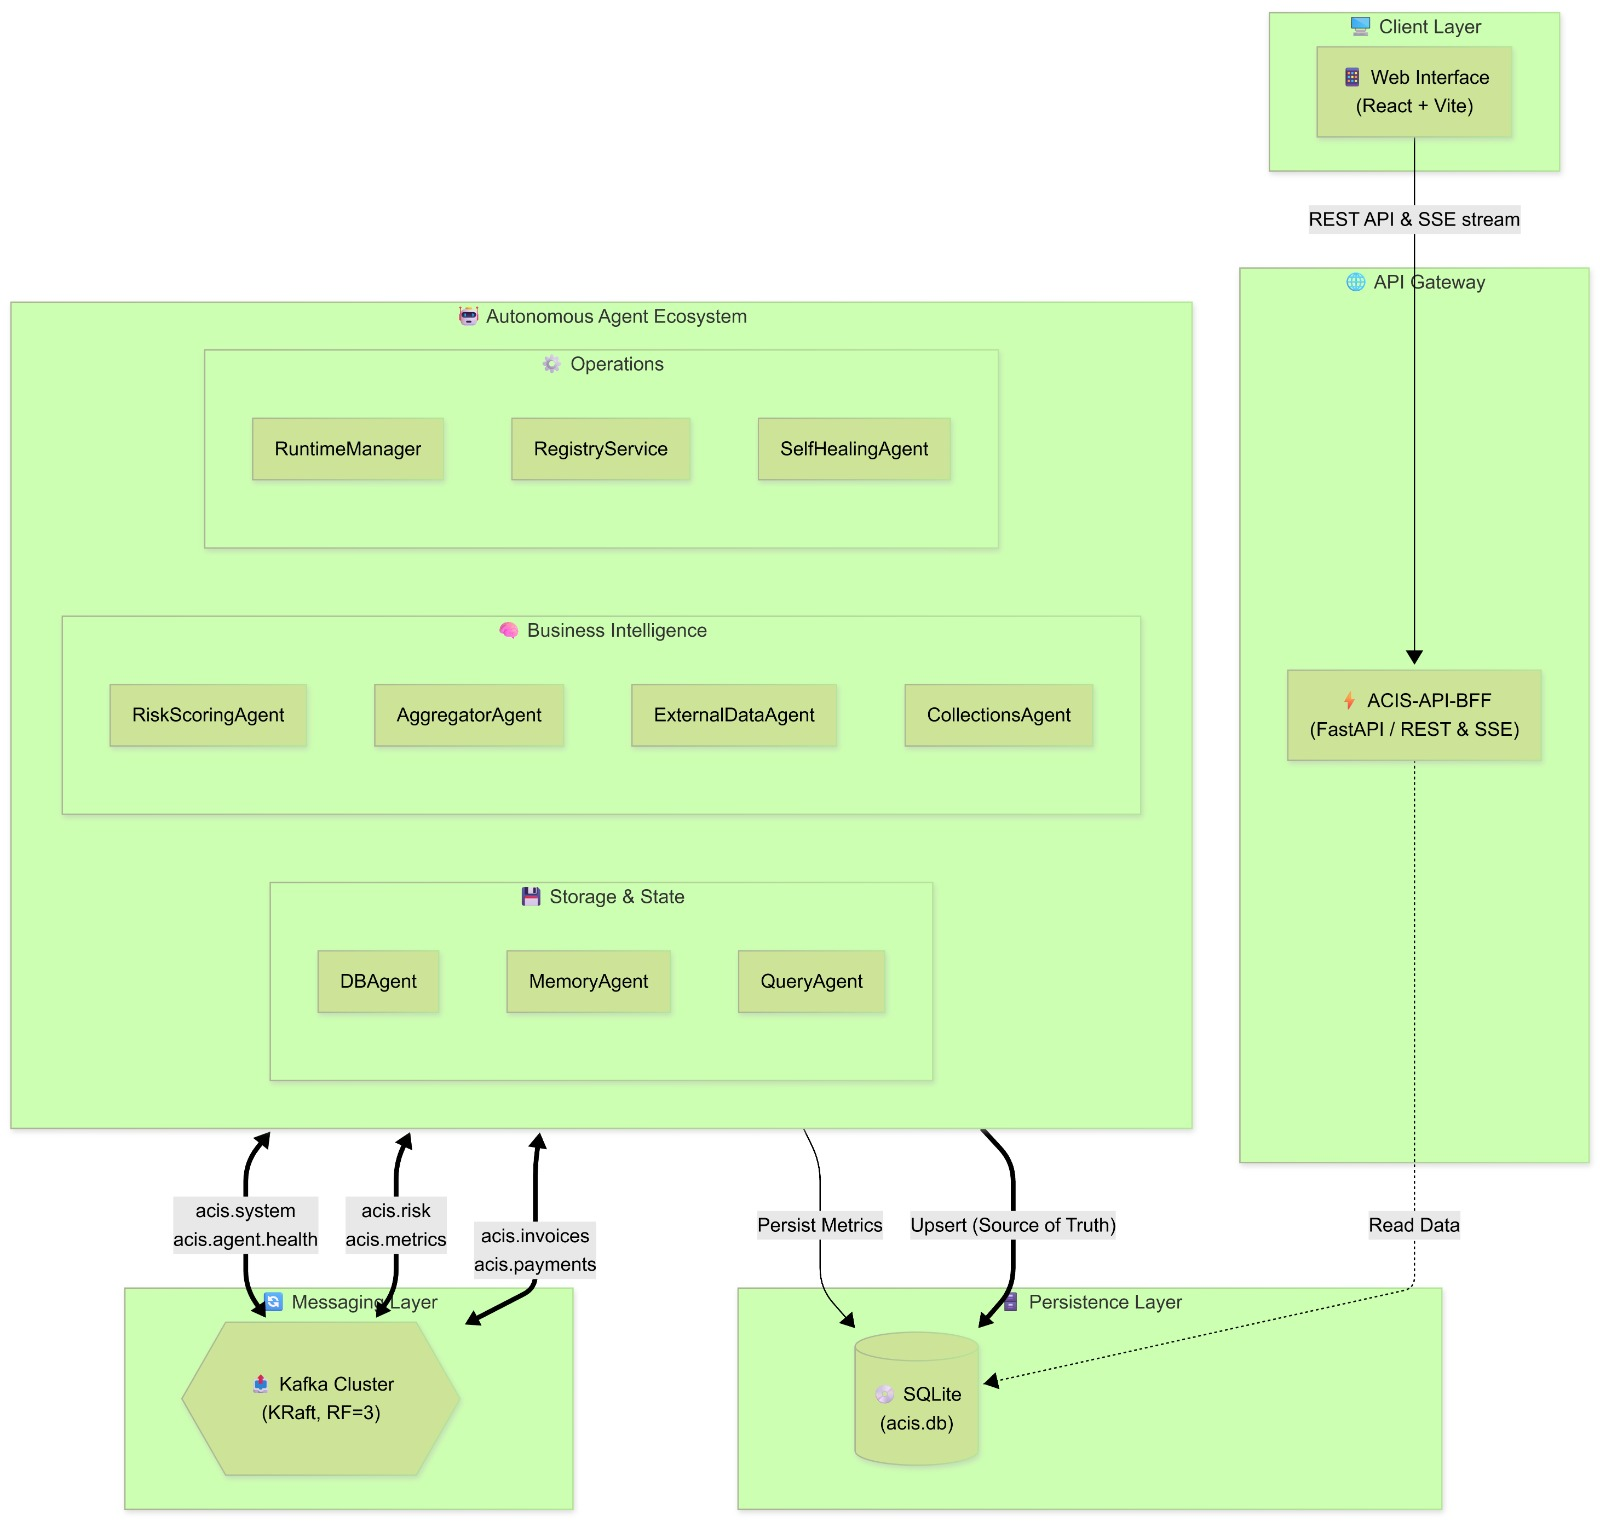 Client Layer
Web Interface
(React + Vite)
REST API & SSE stream
API Gateway
ACIS-API-BFF
(FastAPI / REST & SSE)
Autonomous Agent Ecosystem
Operations
RuntimeManager
RegistryService
SelfHealingAgent
Business Intelligence
RiskScoringAgent
AggregatorAgent
ExternalDataAgent
CollectionsAgent
Storage & State
DBAgent
MemoryAgent
QueryAgent
acis.system
acis.agent.health
acis.risk
acis.metrics
acis.invoices
acis.payments
Persist Metrics
Upsert (Source of Truth)
Read Data
Messaging Layer
Kafka Cluster
(KRaft, RF=3)
Persistence Layer
SQLite
(acis.db)